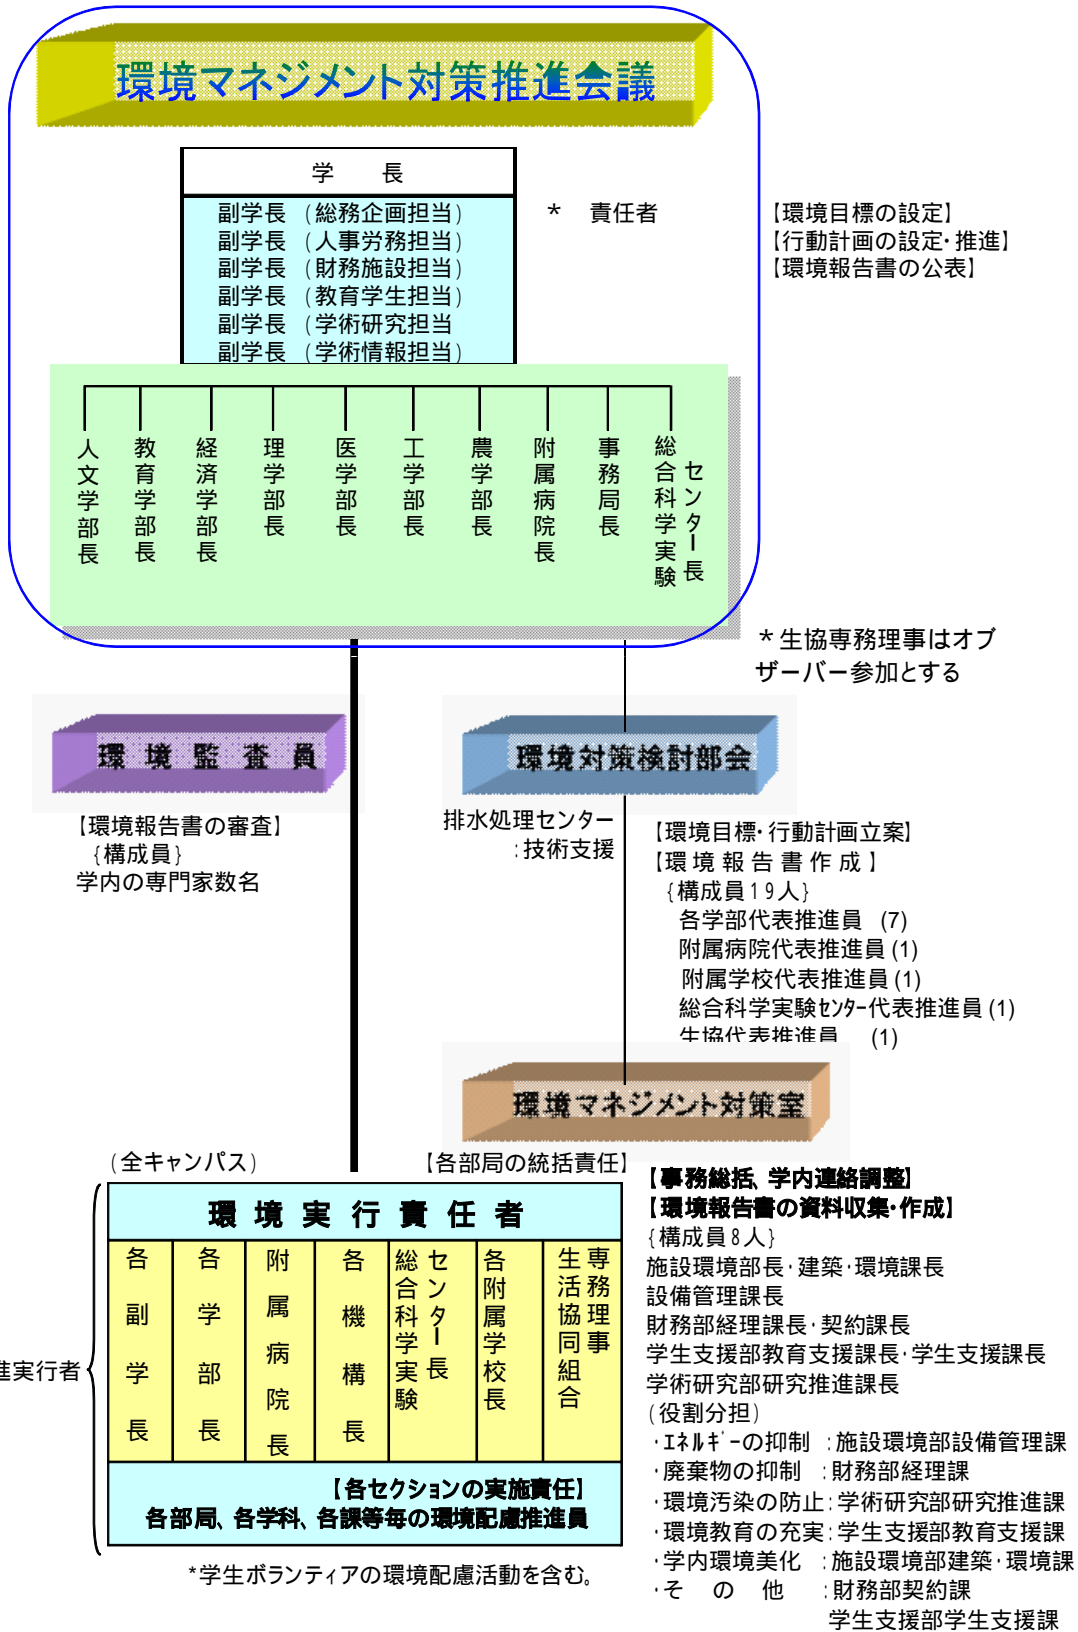 環境マネジメント対策推進会議
学　長
副学長（総務企画担当）
副学長（人事労務担当）
副学長（財務施設担当）
副学長（教育学生担当）
副学長（学術研究担当
副学長（学術情報担当）
＊　責任者
【環境目標の設定】
【行動計画の設定・推進】
【環境報告書の公表】
人文学部長
教育学部長
経済学部長
理学部長
医学部長
工学部長
農学部長
附属病院長
事務局長
総合科学実験
センター長
＊生協専務理事はオブ
ザーバー参加とする
環境監査員
【環境報告書の審査】
{構成員}
学内の専門家数名
環境対策検討部会
排水処理センター
：技術支援
【環境目標・行動計画立案】
【環境報告書作成】
{構成員19人}
各学部代表推進員 (7)
附属病院代表推進員 (1)
附属学校代表推進員 (1)
総合科学実験ｾﾝﾀｰ代表推進員 (1)
生協代表推進員 (1)
環境マネジメント対策室
（全キャンパス）
【各部局の統括責任】
環境実行責任者
各副学長
各学部長
附属病院長
各機構長
総合科学実験
センター長
各附属学校長
生活協同組合
専務理事
進実行者
【各セクションの実施責任】
各部局、各学科、各課等毎の環境配慮推進員
*学生ボランティアの環境配慮活動を含む。
【事務総括、学内連絡調整】
【環境報告書の資料収集・作成】
{構成員8人}
施設環境部長・建築・環境課長
設備管理課長
財務部経理課長・契約課長
学生支援部教育支援課長・学生支援課長
学術研究部研究推進課長
（役割分担）
・ｴﾈﾙｷﾞｰの抑制　：施設環境部設備管理課
・廃棄物の抑制　：財務部経理課
・環境汚染の防止：学術研究部研究推進課
・環境教育の充実：学生支援部教育支援課
・学内環境美化　：施設環境部建築・環境課
・そ　の　他　：財務部契約課
学生支援部学生支援課